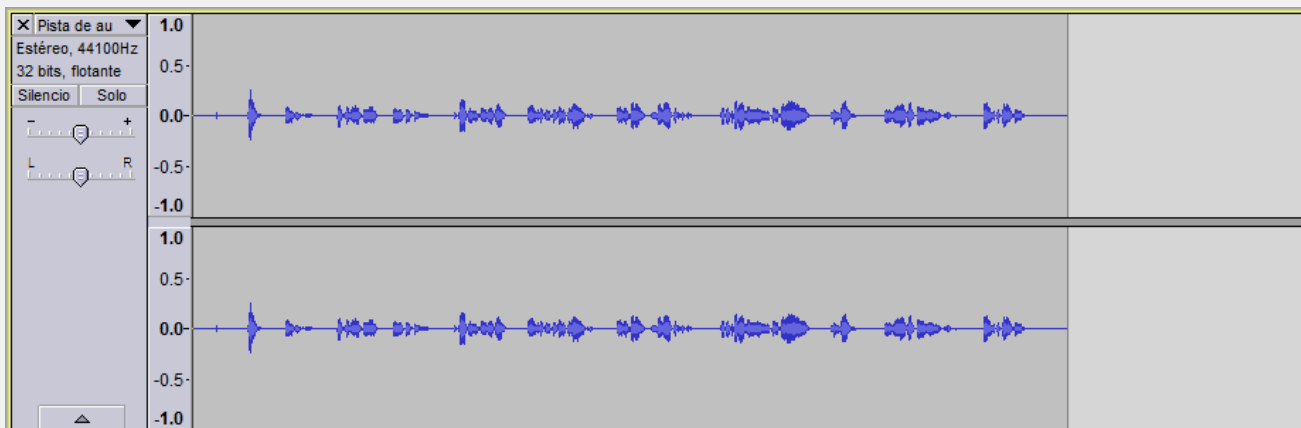 X Pista de au
Estéreo, 44100Hz
32 bits, flotante
Silencio Solo
- +
L R
1.0
0.5-
0.0-
-0.5-
-1.0
1.0
0.5-
0.0-
-0.5-
-1.0